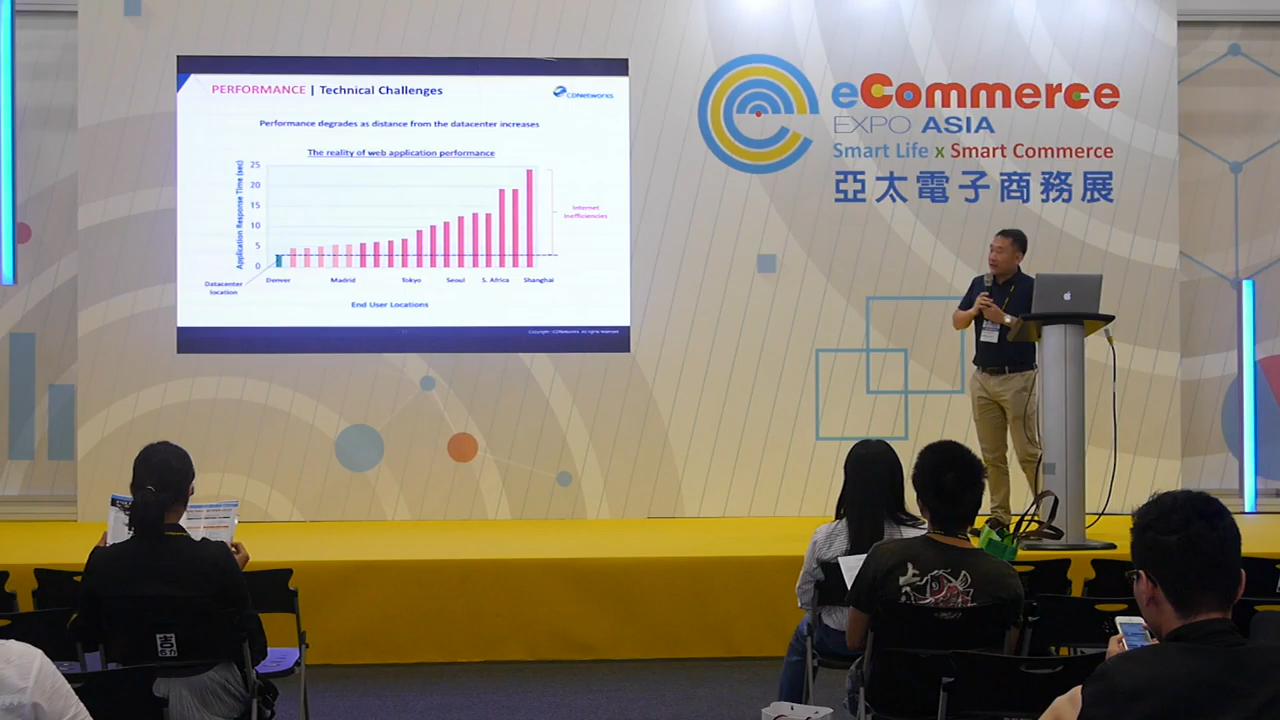 PERFORMANCE | Technical Challenges
CDNetworks
Performance degrades as distance from the datacenter increases
The reality of web application performance
Application Response Time (sec)
25
20
15
10
5
0
Internet
Inefficiencies
Datacenter
location
Denver
Madrid
Tokyo
Seoul
S. Africa
Shanghai
End User Locations
eCommerce
EXPO ASIA
Smart Life x Smart Commerce
亞太電子商務展
上
吉